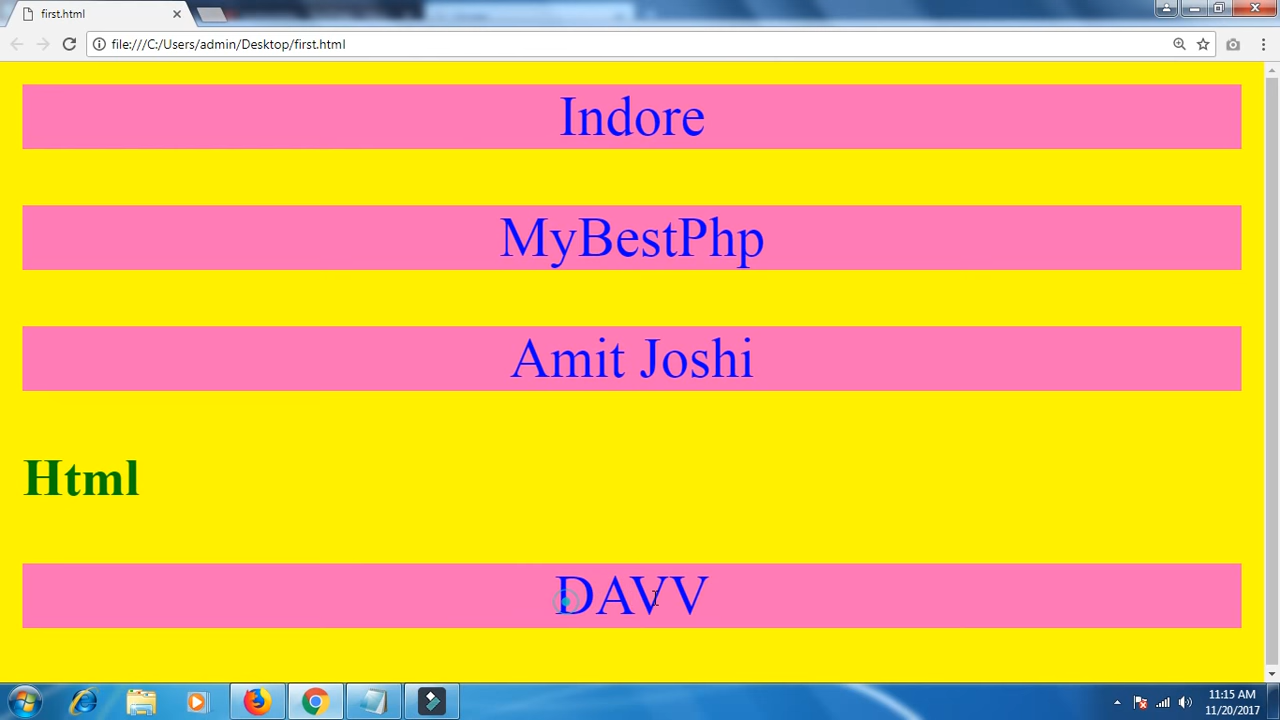 first.html
file:///C:/Users/admin/Desktop/first.html
Indore
MyBestPhp
Amit Joshi
Html
DAVV
11:15 AM
11/20/2017